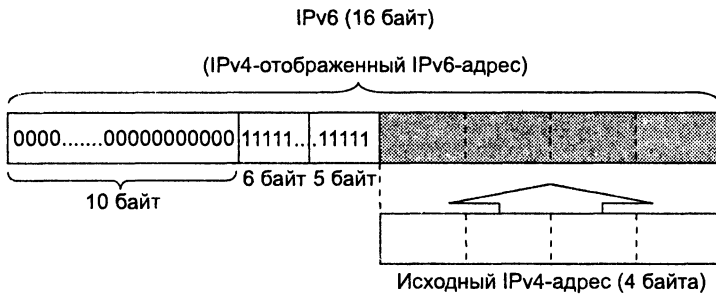 IPv6 (16 байт)
(IPv4-отображенный IPv6-адрес)
0000.......00000000000 11111....11111
6 байт 5 байт
10 байт
Исходный IPv4-адрес (4 байта)